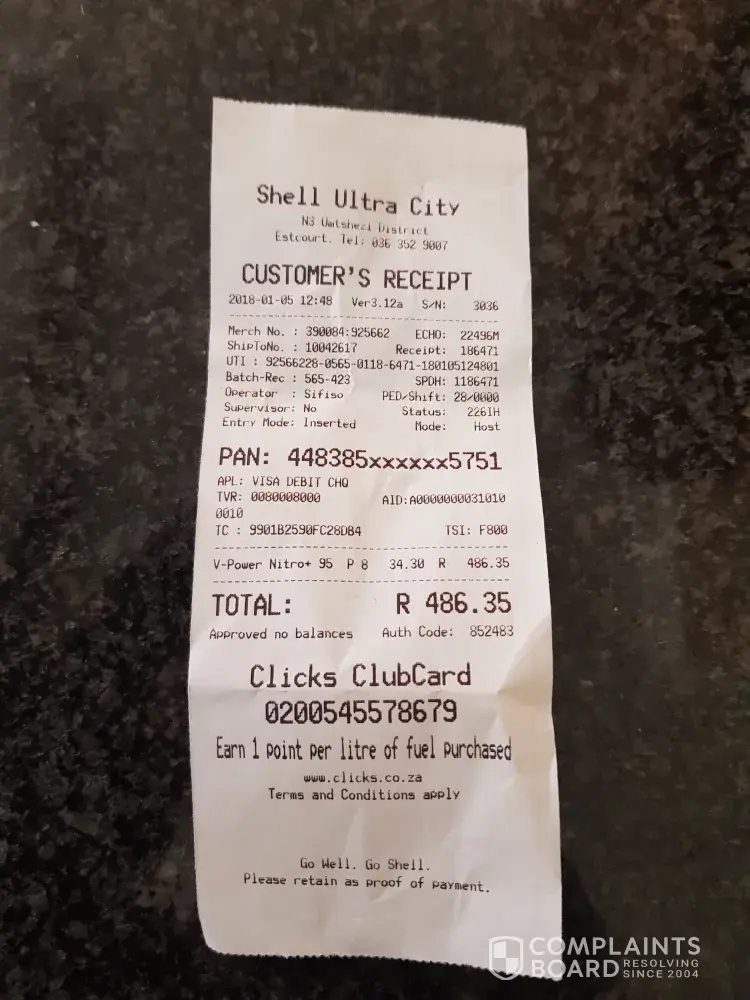 Shell Ultra City
N3 Umtshezi District
Estcourt. Tel: 036 352 9007
CUSTOMER'S RECEIPT
2018-01-05 12:48 Ver3.12a S/N: 3036
Merch No. : 390084:925662 ECHO: 22496M
ShipToNo. : 10042617 Receipt: 186471
UTI : 92566228-0565-0118-6471-180105124801
Batch-Rec : 565-423 SPDH: 1186471
Operator : Sifiso PED/Shift: 28/0000
Supervisor: No Status: 226IH
Entry Mode: Inserted Mode: Host
PAN: 448385xxxxxx5751
APL: VISA DEBIT CHQ
TVR: 0080008000 AID:A0000000031010
0010
TC : 9901B2590FC28DB4 TSI: F800
V-Power Nitro+ 95 P 8 34.30 R 486.35
TOTAL: R 486.35
Approved no balances Auth Code: 852483
Clicks ClubCard
0200545578679
Earn 1 point per litre of fuel purchased
www.clicks.co.za
Terms and Conditions apply
Go Well. Go Shell.
Please retain as proof of payment.
COMPLAINTS
BOARD RESOLVING
SINCE 2004